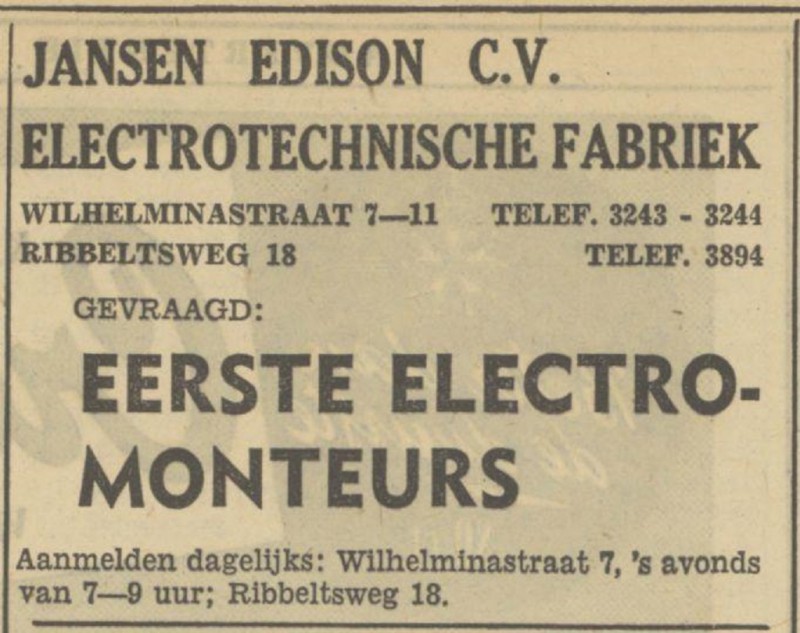 JANSEN EDISON C.V.
ELECTROTECHNISCHE FABRIEK
WILHELMINASTRAAT 7—11 TELEF. 3243 - 3244
RIBBELTSWEG 18 TELEF. 3894
GEVRAAGD:
EERSTE ELECTRO-
MONTEURS
Aanmelden dagelijks: Wilhelminastraat 7, 's avonds
van 7—9 uur; Ribbeltsweg 18.